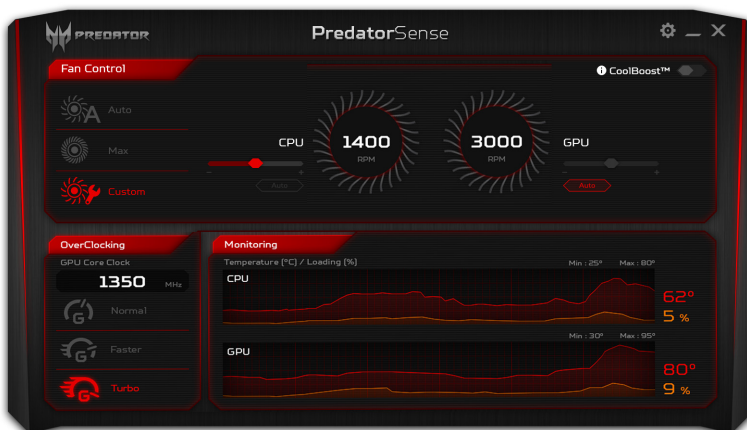 PREDATOR
PredatorSense
Fan Control
CoolBoost™
Auto
Max
Custom
CPU
- +
Auto
1400
RPM
3000
RPM
GPU
- +
Auto
OverClocking
GPU Core Clock
1350 MHz
G Normal
G Faster
G Turbo
Monitoring
Temperature (°C) / Loading (%)
Min : 25° Max : 80°
CPU
62°
5 %
Min : 30° Max : 95°
GPU
80°
9 %